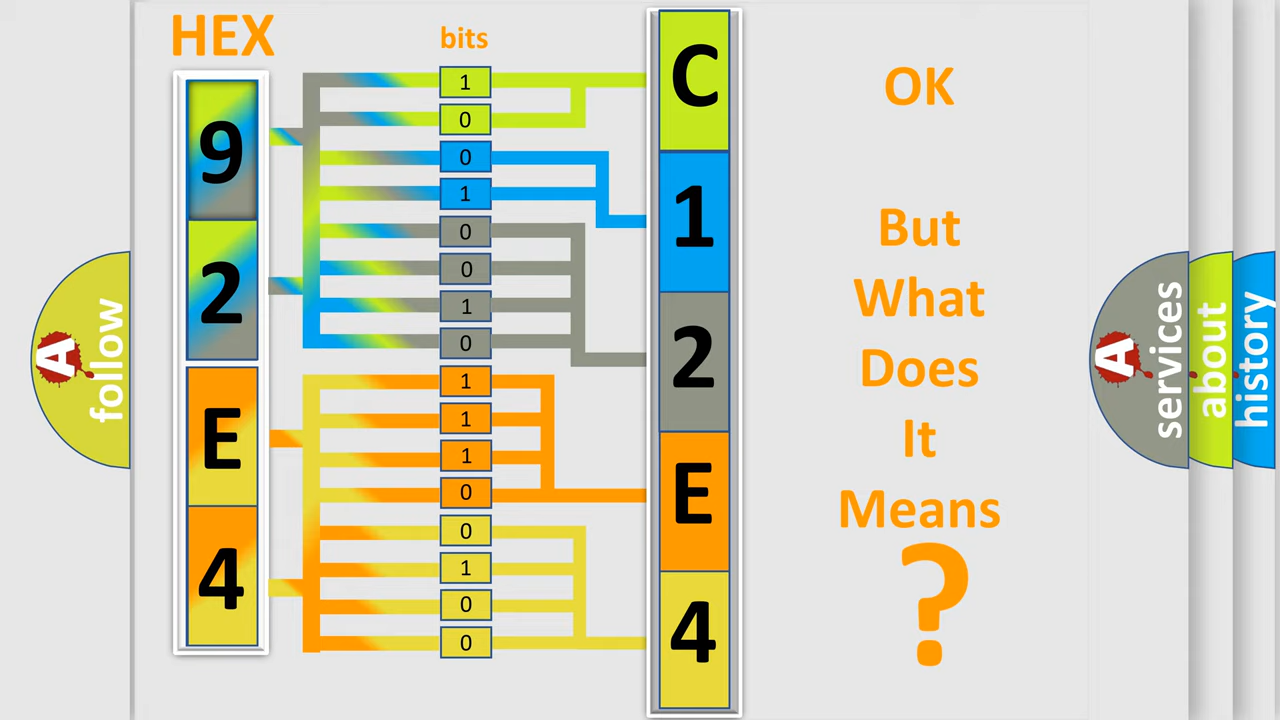 HEX
bits
9
2
E
4
1
0
0
1
0
0
1
0
1
1
1
0
0
1
0
0
C
1
2
E
4
OK
But
What
Does
It
Means
?
A
follow
A
services
about
history